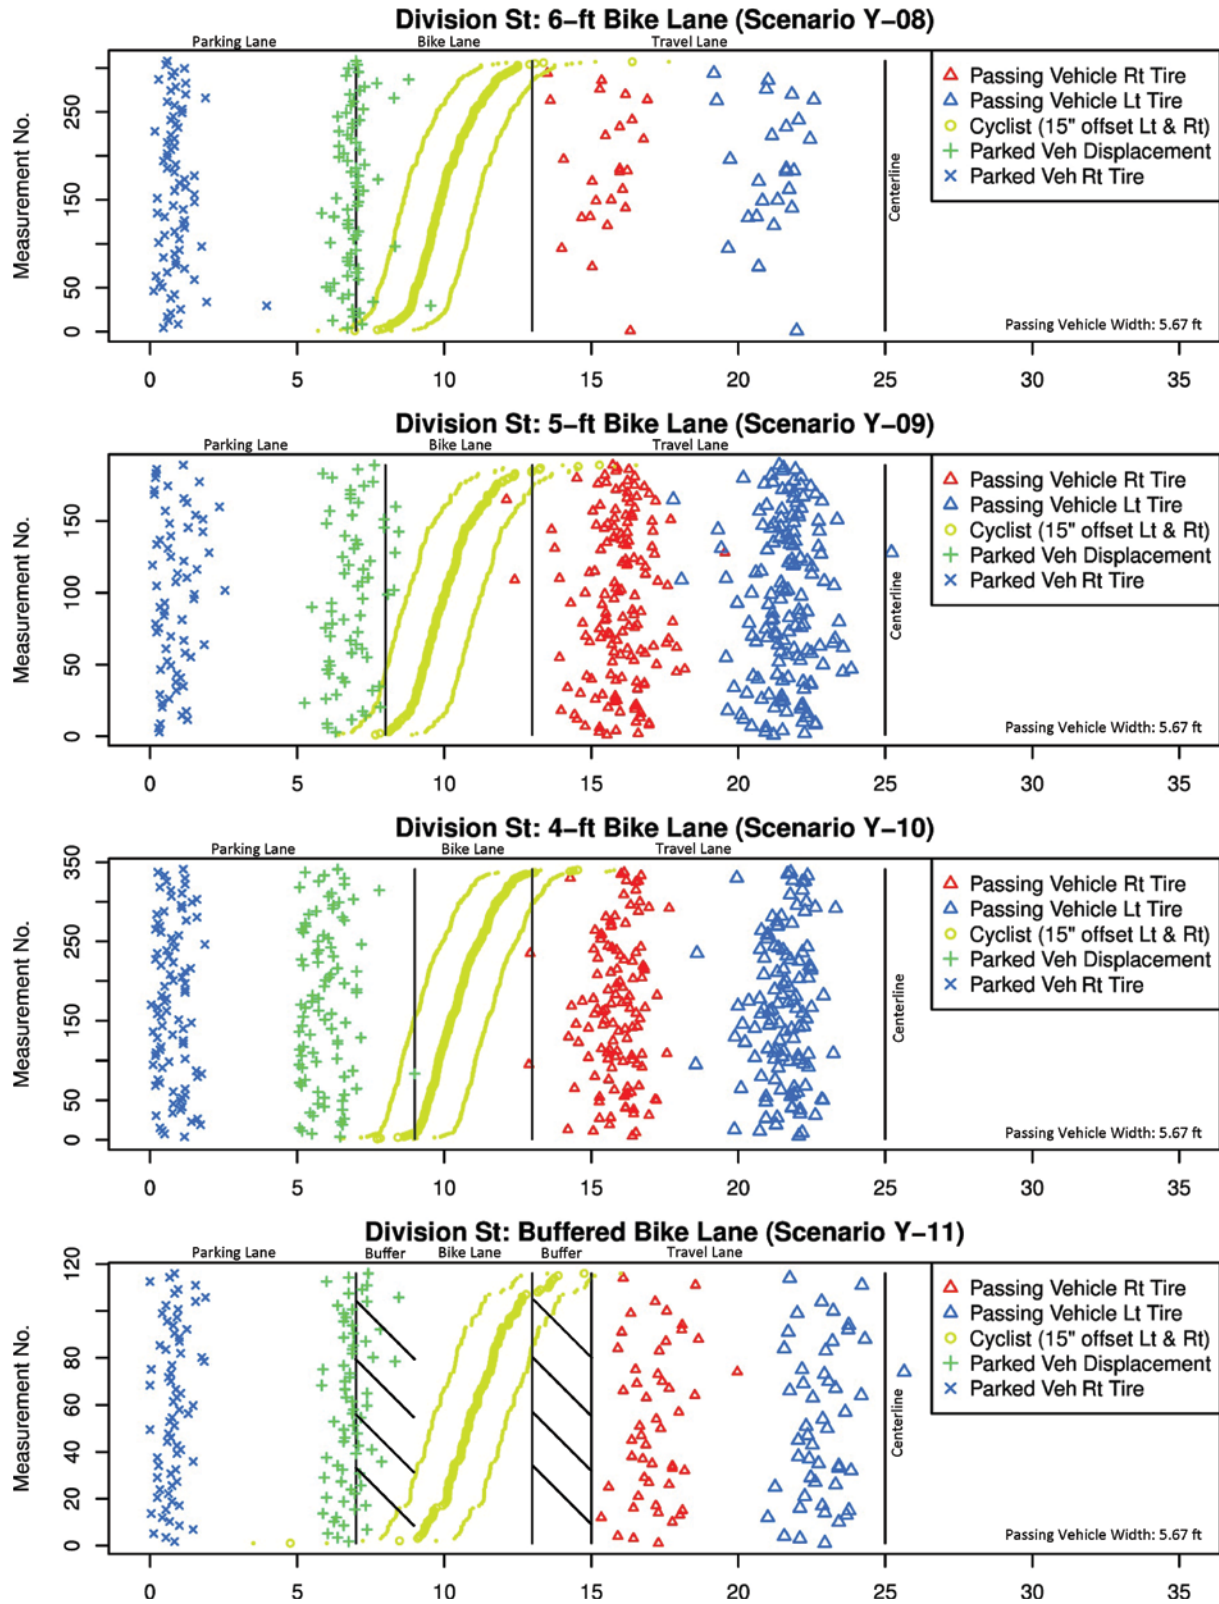 Division St: 6−ft Bike Lane (Scenario Y−08)
Parking Lane Bike Lane Travel Lane
Measurement No.
0 50 150 250
Passing Vehicle Rt Tire
Passing Vehicle Lt Tire
Cyclist (15" offset Lt & Rt)
Parked Veh Displacement
Parked Veh Rt Tire
Centerline
Passing Vehicle Width: 5.67 ft
0 5 10 15 20 25 30 35
Division St: 5−ft Bike Lane (Scenario Y−09)
Parking Lane Bike Lane Travel Lane
Measurement No.
0 50 100 150
Passing Vehicle Rt Tire
Passing Vehicle Lt Tire
Cyclist (15" offset Lt & Rt)
Parked Veh Displacement
Parked Veh Rt Tire
Centerline
Passing Vehicle Width: 5.67 ft
0 5 10 15 20 25 30 35
Division St: 4−ft Bike Lane (Scenario Y−10)
Parking Lane Bike Lane Travel Lane
Measurement No.
0 50 150 250 350
Passing Vehicle Rt Tire
Passing Vehicle Lt Tire
Cyclist (15" offset Lt & Rt)
Parked Veh Displacement
Parked Veh Rt Tire
Centerline
Passing Vehicle Width: 5.67 ft
0 5 10 15 20 25 30 35
Division St: Buffered Bike Lane (Scenario Y−11)
Parking Lane Buffer Bike Lane Buffer Travel Lane
Measurement No.
0 20 40 60 80 120
Passing Vehicle Rt Tire
Passing Vehicle Lt Tire
Cyclist (15" offset Lt & Rt)
Parked Veh Displacement
Parked Veh Rt Tire
Centerline
Passing Vehicle Width: 5.67 ft
0 5 10 15 20 25 30 35